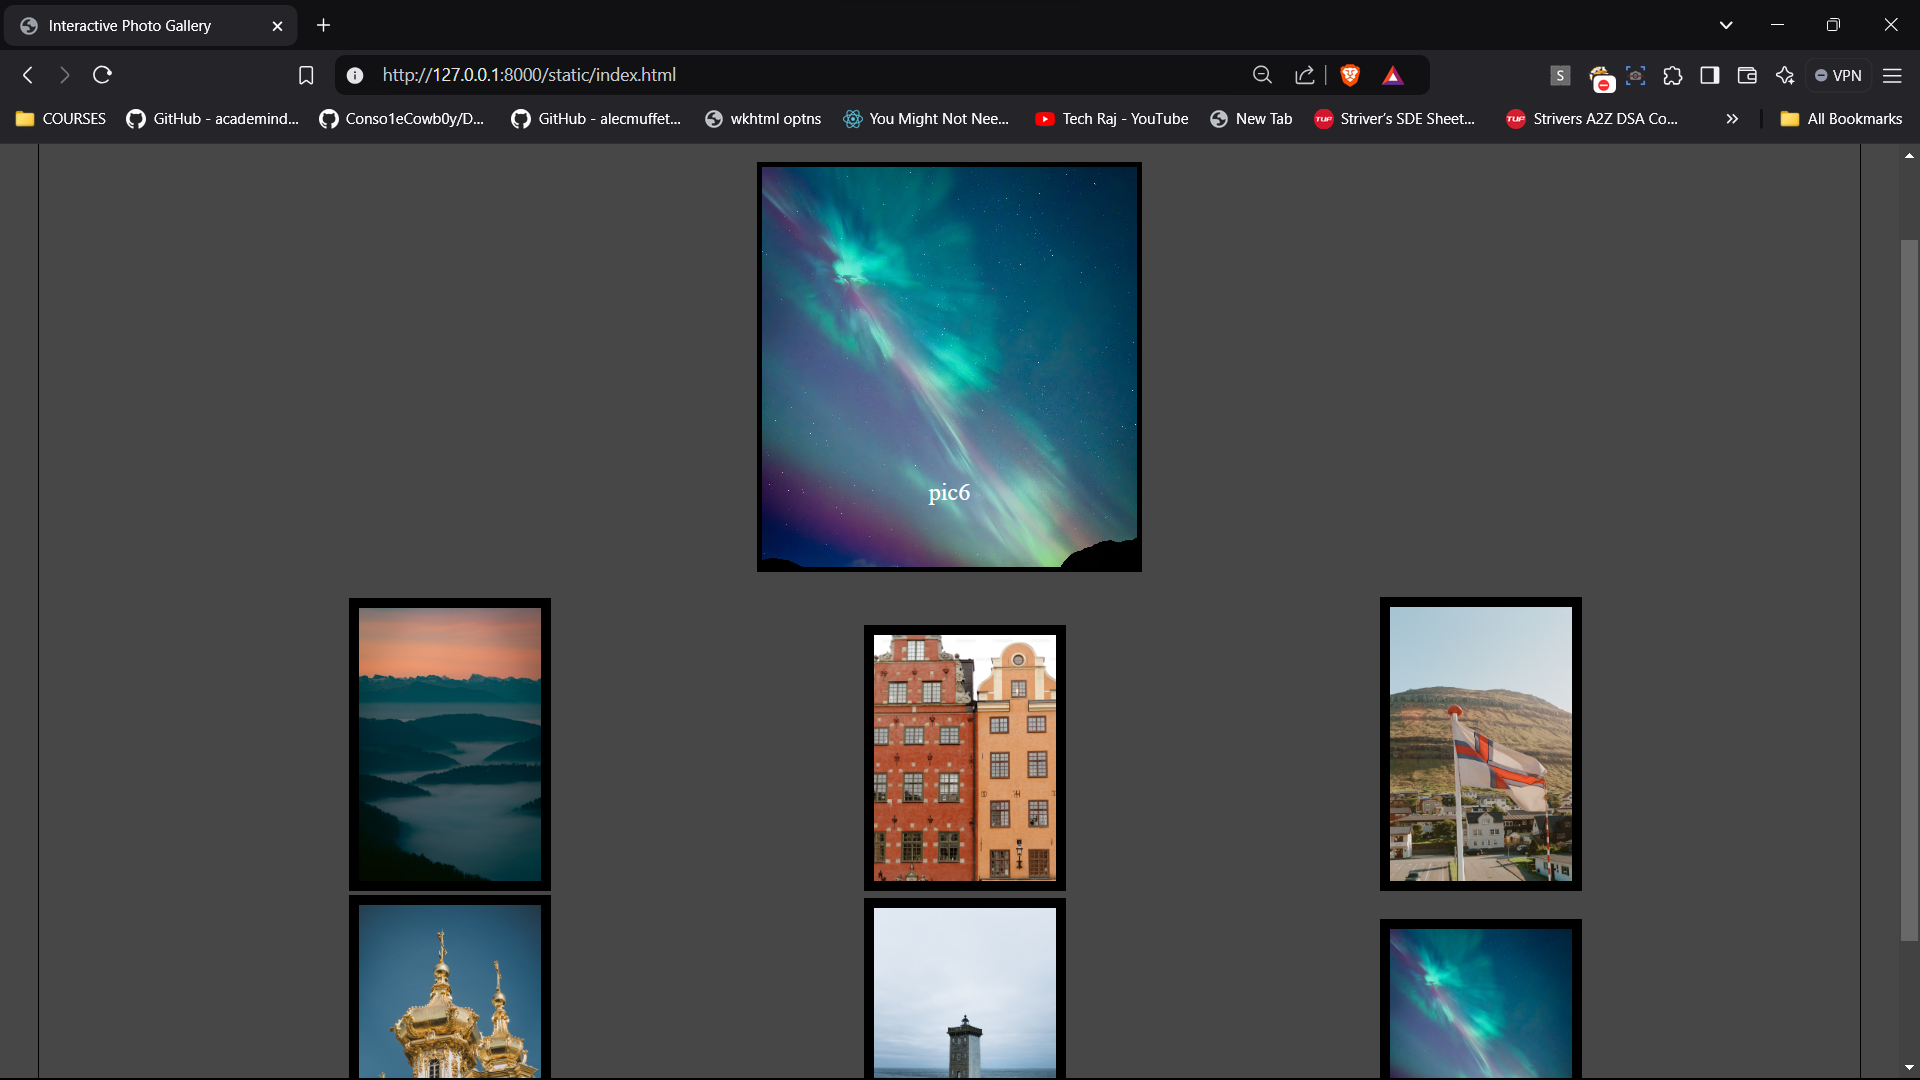 Interactive Photo Gallery
http://127.0.0.1:8000/static/index.html
S
VPN
COURSES
GitHub - academind...
Conso1eCowb0y/D...
GitHub - alecmuffet...
wkhtml optns
You Might Not Nee...
Tech Raj - YouTube
New Tab
TUF
Striver's SDE Sheet...
TUF
Strivers A2Z DSA Co...
All Bookmarks
pic6